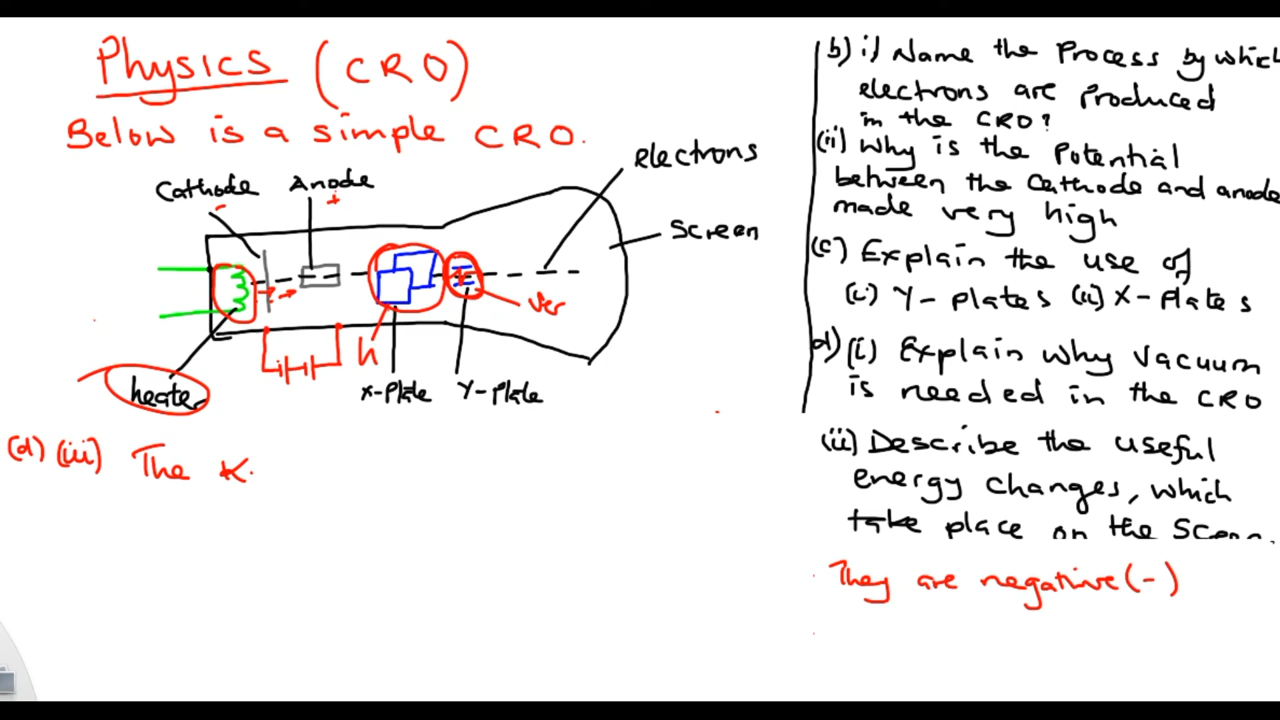 Physics (CRO)
Below is a simple CRO.
Cathode
Anode
-
+
electrons
Screen
ver
h
heater
X-Plate
Y-Plate
(d) (iii) The K
b) i) Name the Process by which
electrons are Produced
in the CRO?
(ii) Why is the Potential
between the Cathode and anode
made very high
(c) Explain the use of
(i) Y-plates (ii) X-Plates
d) (i) Explain why Vacuum
is needed in the CRO
(ii) Describe the useful
energy changes, which
take place on the Screen.
They are negative (-)